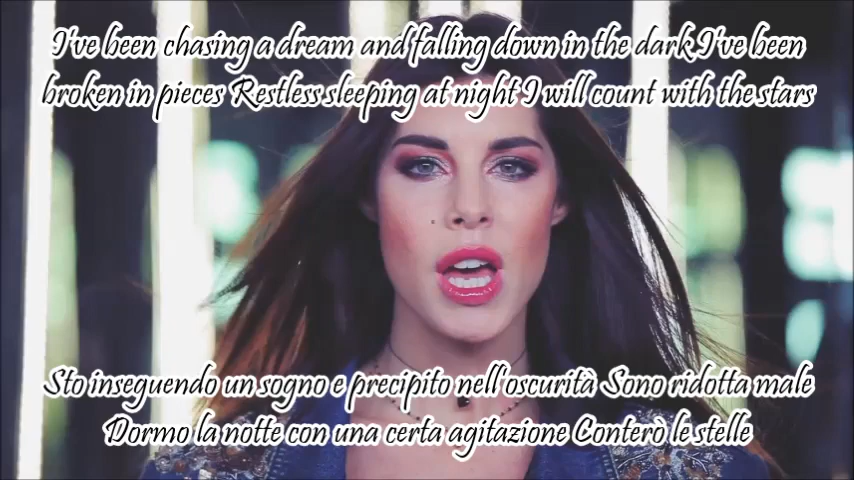 I've been chasing a dream and falling down in the dark I've been
broken in pieces Restless sleeping at night I will count with the stars
Sto inseguendo un sogno e precipito nell'oscurità Sono ridotta male
Dormo la notte con una certa agitazione Conterò le stelle